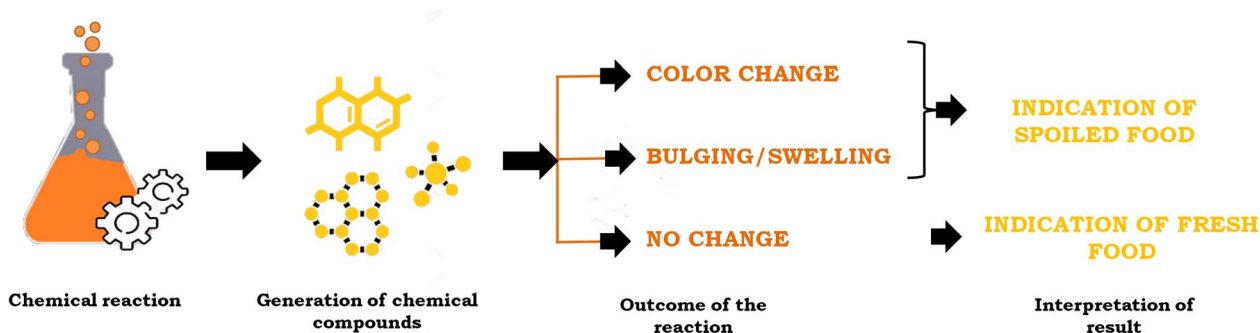 COLOR CHANGE
BULGING/SWELLING
NO CHANGE
INDICATION OF
SPOILED FOOD
INDICATION OF FRESH
FOOD
Chemical reaction
Generation of chemical
compounds
Outcome of the
reaction
Interpretation of
result